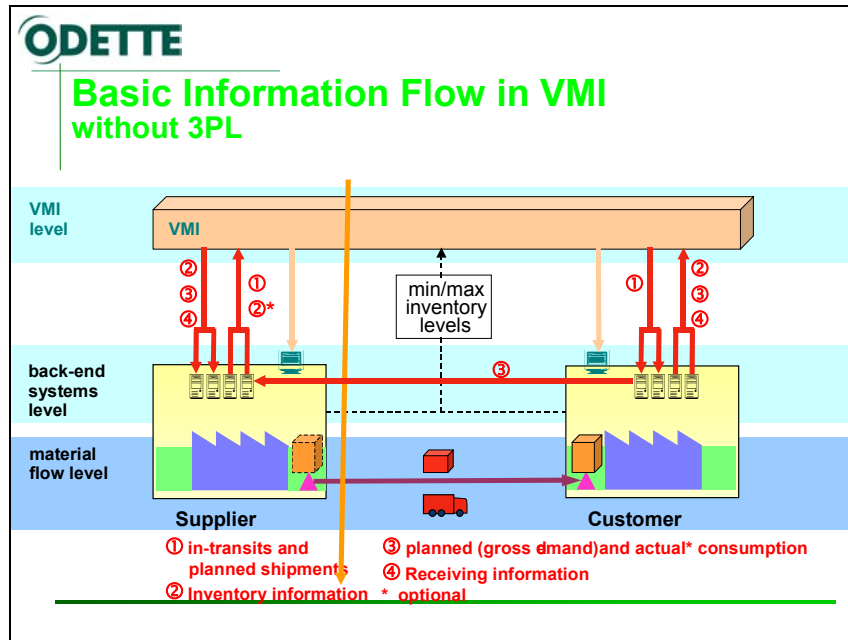 ODETTE
Basic Information Flow in VMI
without 3PL
VMI
level
VMI
②
③
④
①
②*
min/max
inventory
levels
①
②
③
④
back-end
systems
level
③
material
flow level
Supplier
Customer
① in-transits and
planned shipments
② Inventory information
③ planned (gross demand)and actual* consumption
④ Receiving information
* optional